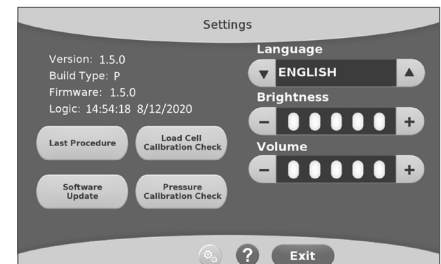 Settings
Version: 1.5.0
Build Type: P
Firmware: 1.5.0
Logic: 14:54:18 8/12/2020
Last Procedure
Load Cell
Calibration Check
Software
Update
Pressure
Calibration Check
Language
▼ ENGLISH ▲
Brightness
− +
Volume
− +
? Exit